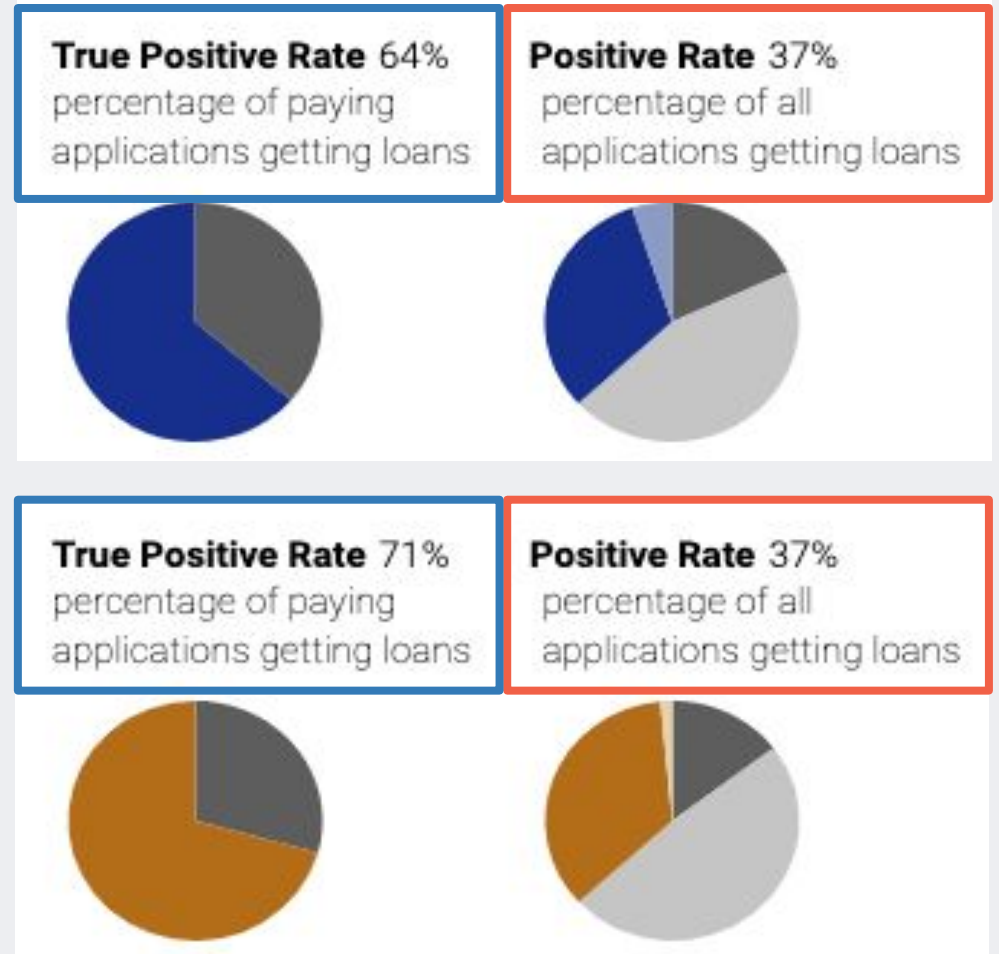 True Positive Rate 64%
percentage of paying
applications getting loans
Positive Rate 37%
percentage of all
applications getting loans
True Positive Rate 71%
percentage of paying
applications getting loans
Positive Rate 37%
percentage of all
applications getting loans